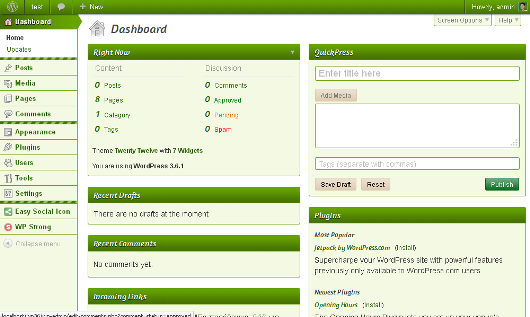 test
+ New
Howdy, admin
Dashboard
Home
Updates
Posts
Media
Pages
Comments
Appearance
Plugins
Users
Tools
Settings
Easy Social Icon
WP Strong
Collapse menu
Screen Options
Help
Dashboard
Right Now
Content
Discussion
0 Posts
0 Comments
8 Pages
0 Approved
1 Category
0 Pending
0 Tags
0 Spam
Theme Twenty Twelve with 7 Widgets
You are using WordPress 3.6.1.
Recent Drafts
There are no drafts at the moment
Recent Comments
No comments yet.
Incoming Links
QuickPress
Enter title here
Add Media
Tags (separate with commas)
Save Draft
Reset
Publish
Plugins
Most Popular
Jetpack by WordPress.com (Install)
Supercharge your WordPress site with powerful features
previously only available to WordPress.com users.
Newest Plugins
Opening Hours (Install)